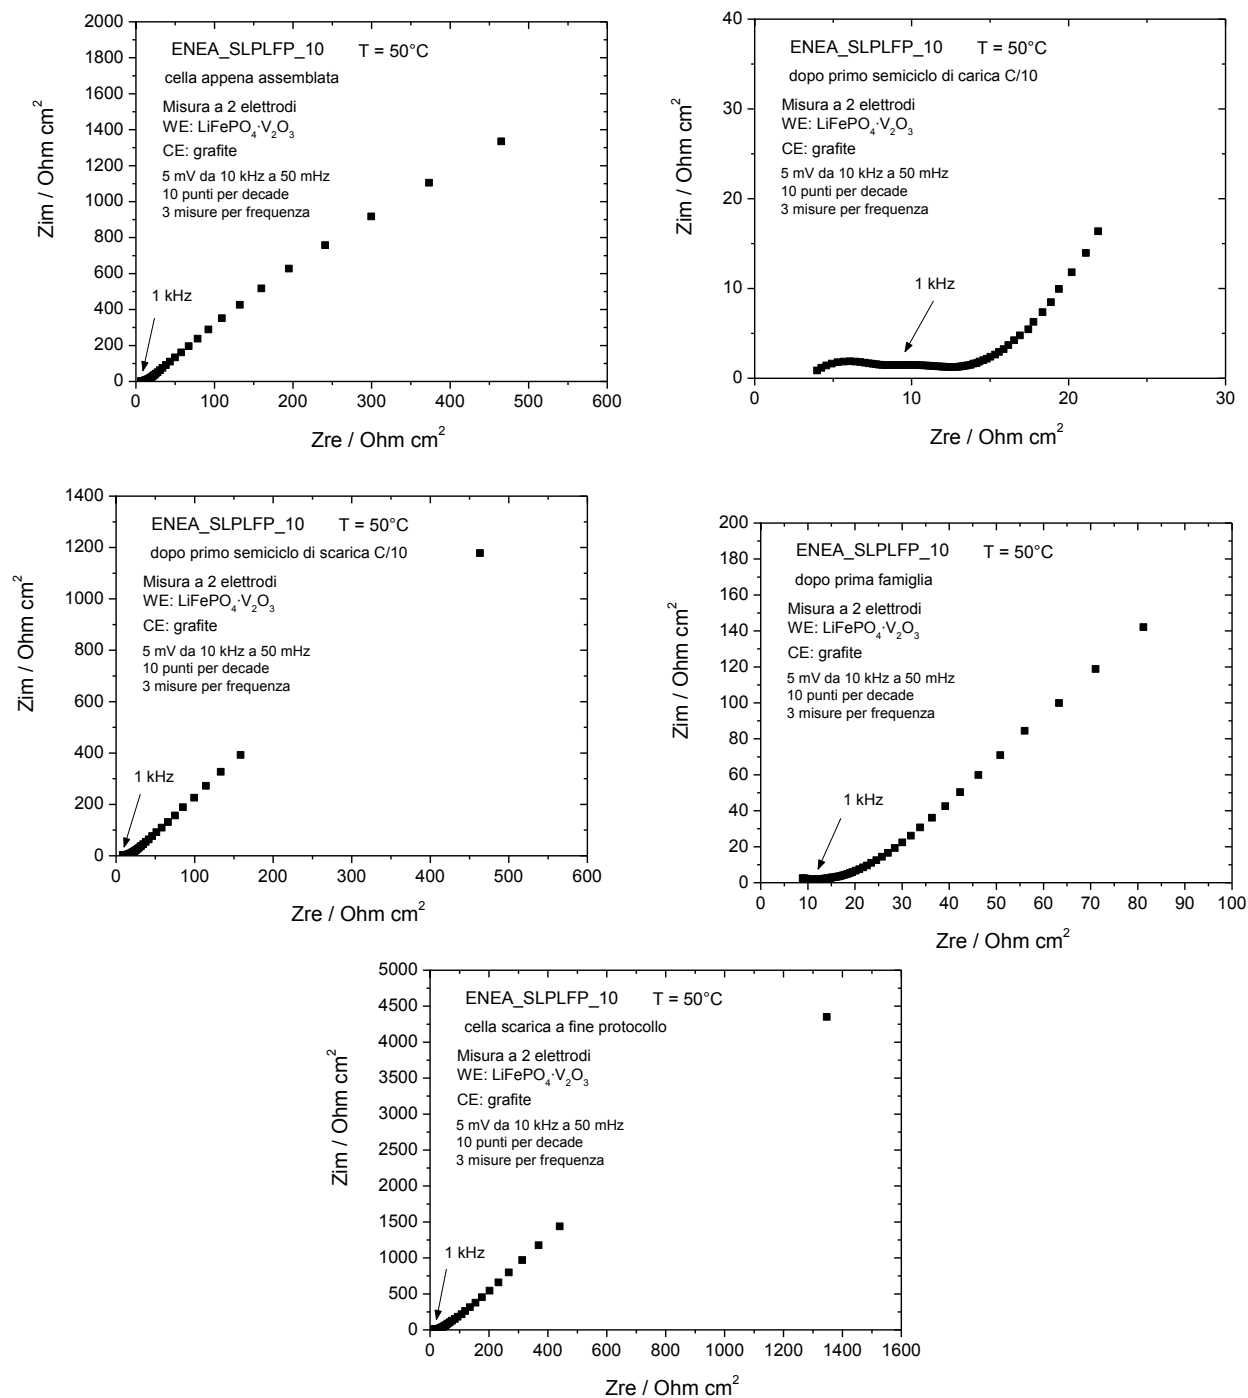 2000
1800
1600
1400
1200
1000
800
600
400
200
0
Zim / Ohm cm²
ENEA_SLPLFP_10 T = 50°C
cella appena assemblata
Misura a 2 elettrodi
WE: LiFePO₄·V₂O₃
CE: grafite
5 mV da 10 kHz a 50 mHz
10 punti per decade
3 misure per frequenza
1 kHz
0 100 200 300 400 500 600
Zre / Ohm cm²
40
30
20
10
0
Zim / Ohm cm²
ENEA_SLPLFP_10 T = 50°C
dopo primo semiciclo di carica C/10
Misura a 2 elettrodi
WE: LiFePO₄·V₂O₃
CE: grafite
5 mV da 10 kHz a 50 mHz
10 punti per decade
3 misure per frequenza
1 kHz
0 10 20 30
Zre / Ohm cm²
1400
1200
1000
800
600
400
200
0
Zim / Ohm cm²
ENEA_SLPLFP_10 T = 50°C
dopo primo semiciclo di scarica C/10
Misura a 2 elettrodi
WE: LiFePO₄·V₂O₃
CE: grafite
5 mV da 10 kHz a 50 mHz
10 punti per decade
3 misure per frequenza
1 kHz
0 100 200 300 400 500 600
Zre / Ohm cm²
200
180
160
140
120
100
80
60
40
20
0
Zim / Ohm cm²
ENEA_SLPLFP_10 T = 50°C
dopo prima famiglia
Misura a 2 elettrodi
WE: LiFePO₄·V₂O₃
CE: grafite
5 mV da 10 kHz a 50 mHz
10 punti per decade
3 misure per frequenza
1 kHz
0 10 20 30 40 50 60 70 80 90 100
Zre / Ohm cm²
5000
4500
4000
3500
3000
2500
2000
1500
1000
500
0
Zim / Ohm cm²
ENEA_SLPLFP_10 T = 50°C
cella scarica a fine protocollo
Misura a 2 elettrodi
WE: LiFePO₄·V₂O₃
CE: grafite
5 mV da 10 kHz a 50 mHz
10 punti per decade
3 misure per frequenza
1 kHz
0 200 400 600 800 1000 1200 1400 1600
Zre / Ohm cm²